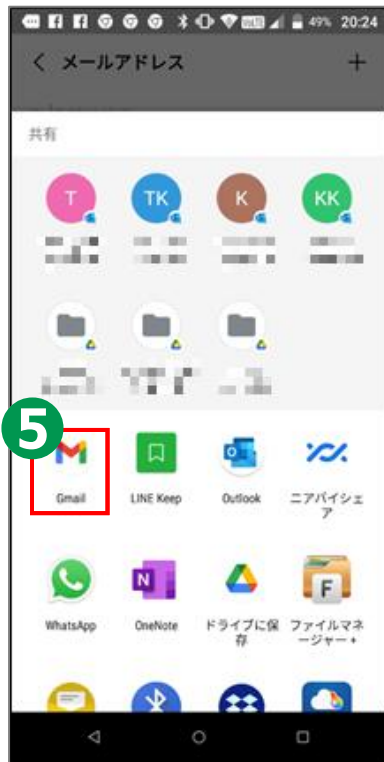 49% 20:24
メールアドレス
共有
T
TK
K
KK
5
Gmail
LINE Keep
Outlook
ニアバイシェ
ア
WhatsApp
OneNote
ドライブに保
存
ファイルマネ
ージャー+
N
F